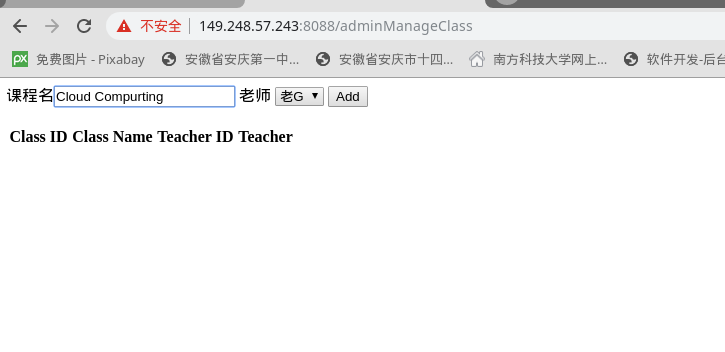 不安全 149.248.57.243:8088/adminManageClass
PX 免费图片 - Pixabay 安徽省安庆第一中... 安徽省安庆市十四... 南方科技大学网上... 软件开发-后台
课程名 Cloud Compurting 老师 老G Add
Class ID Class Name Teacher ID Teacher